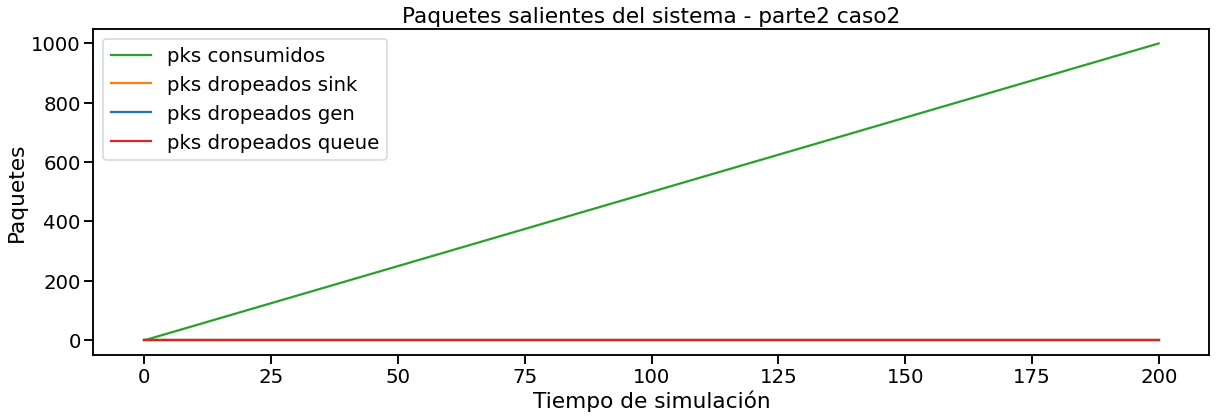 Paquetes salientes del sistema - parte2 caso2
pks consumidos
pks dropeados sink
pks dropeados gen
pks dropeados queue
Paquetes
1000
800
600
400
200
0
0 25 50 75 100 125 150 175 200
Tiempo de simulación